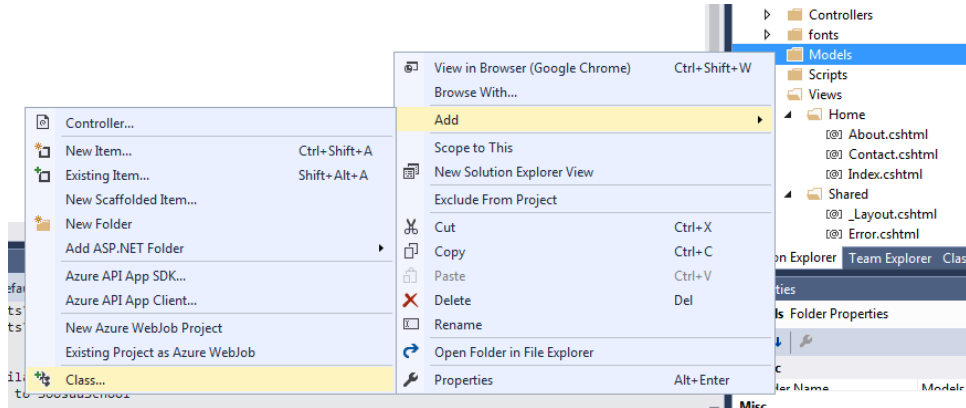 Controllers
fonts
Models
Scripts
Views
Home
[@] About.cshtml
[@] Contact.cshtml
[@] Index.cshtml
Shared
[@] _Layout.cshtml
[@] Error.cshtml
Explorer Team Explorer
Folder Properties
Models
Misc
View in Browser (Google Chrome) Ctrl+Shift+W
Browse With...
Add
Scope to This
New Solution Explorer View
Exclude From Project
Cut Ctrl+X
Copy Ctrl+C
Paste Ctrl+V
Delete Del
Rename
Open Folder in File Explorer
Properties Alt+Enter
Controller...
New Item... Ctrl+Shift+A
Existing Item... Shift+Alt+A
New Scaffolded Item...
New Folder
Add ASP.NET Folder
Azure API App SDK...
Azure API App Client...
New Azure WebJob Project
Existing Project as Azure WebJob
Class...